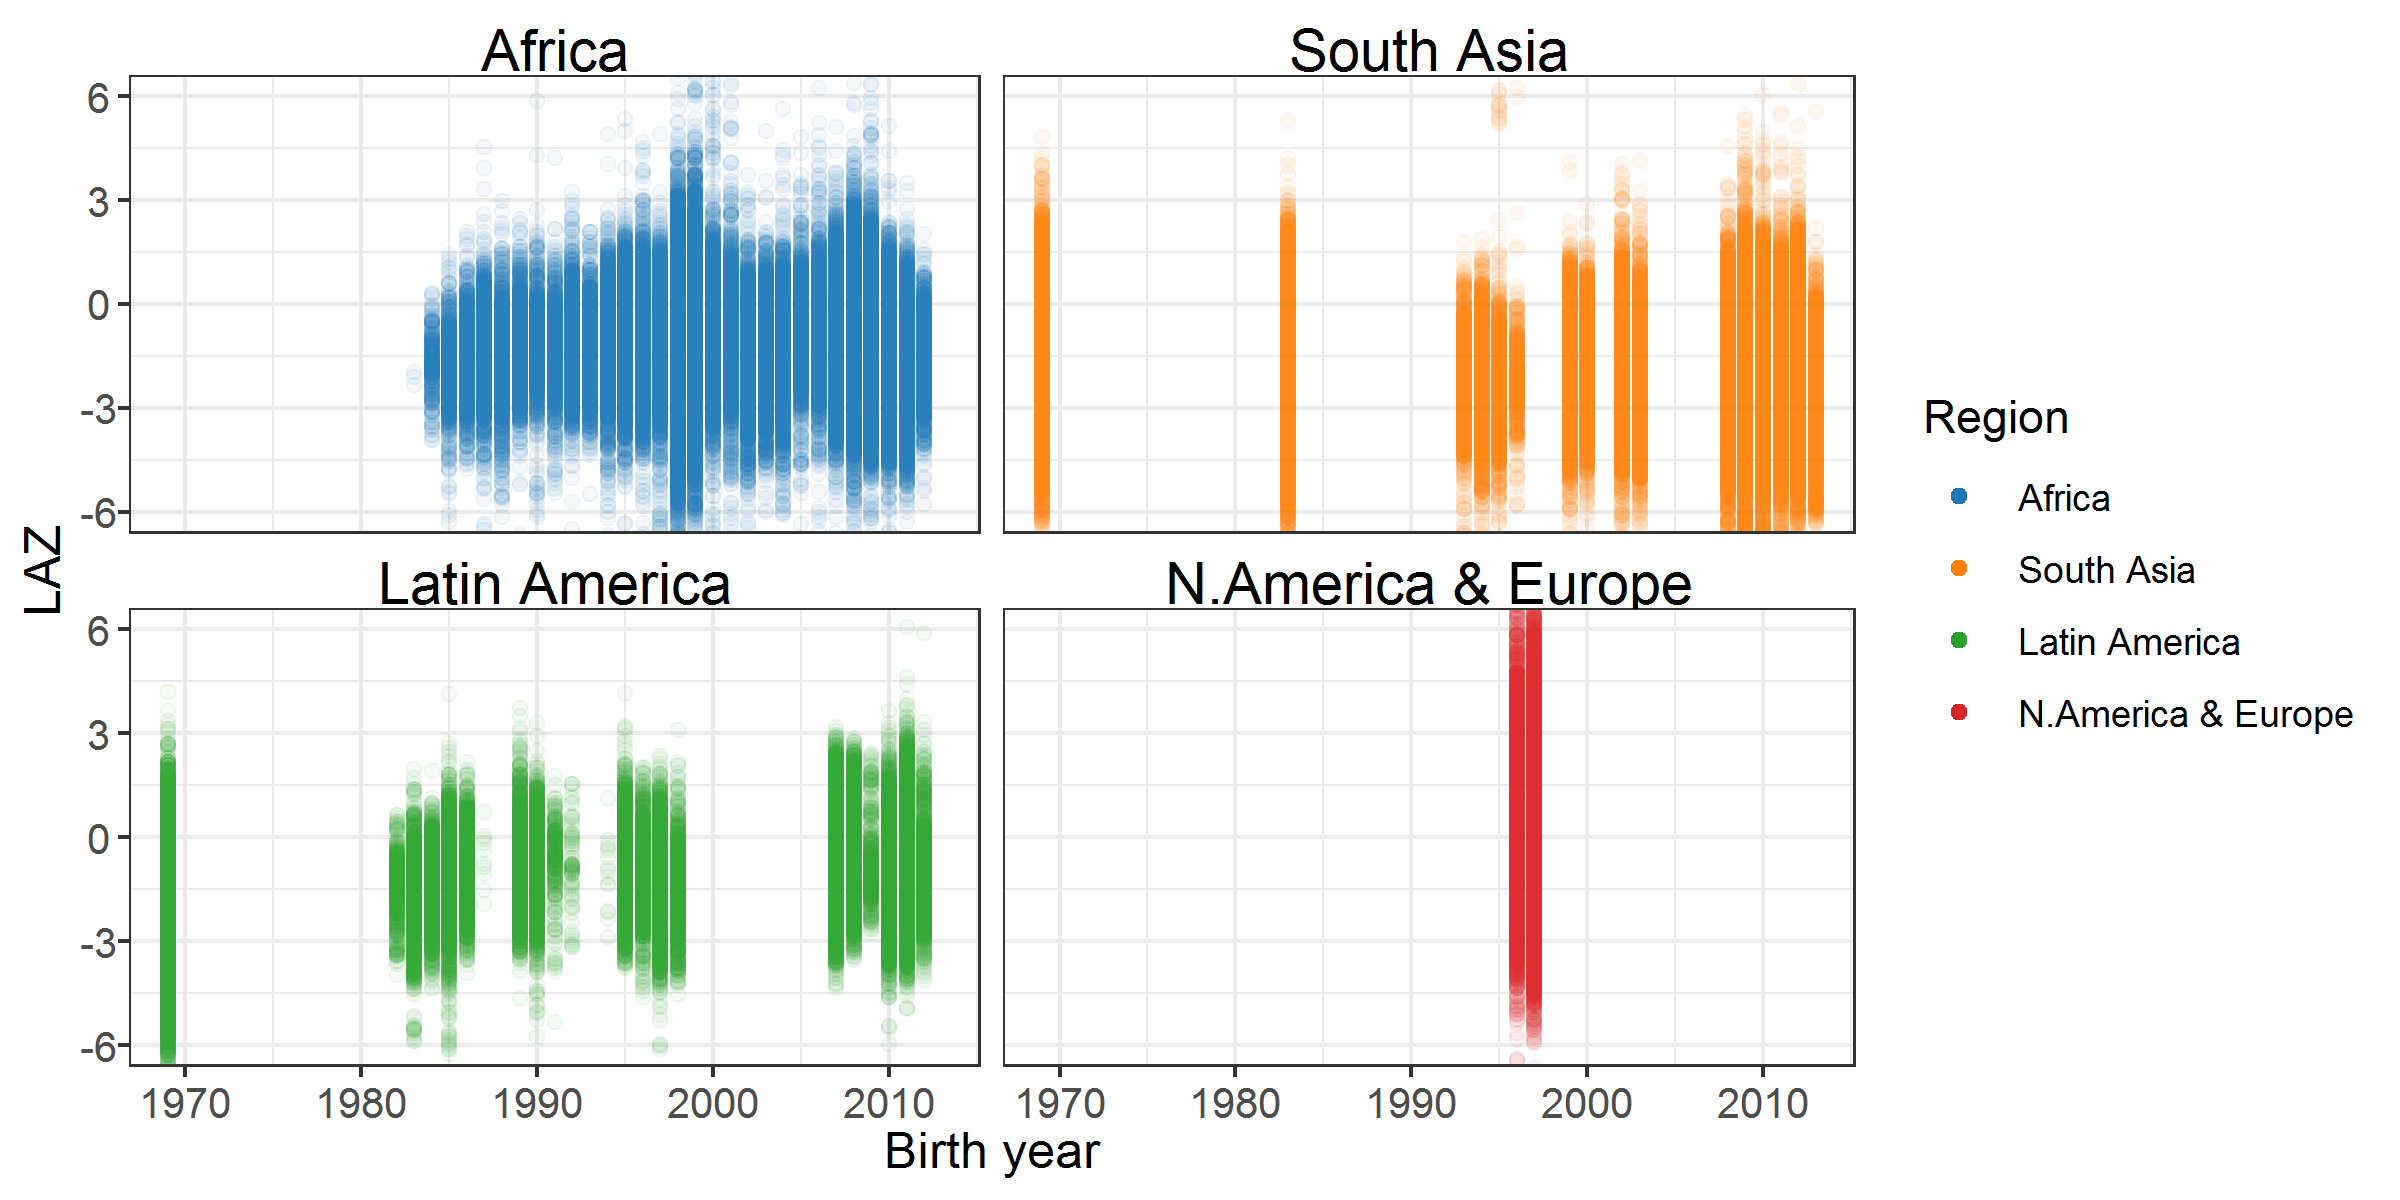 Africa
South Asia
6
3
0
-3
-6
LAZ
Latin America
N.America & Europe
6
3
0
-3
-6
1970 1980 1990 2000 2010
1970 1980 1990 2000 2010
Birth year
Region
Africa
South Asia
Latin America
N.America & Europe